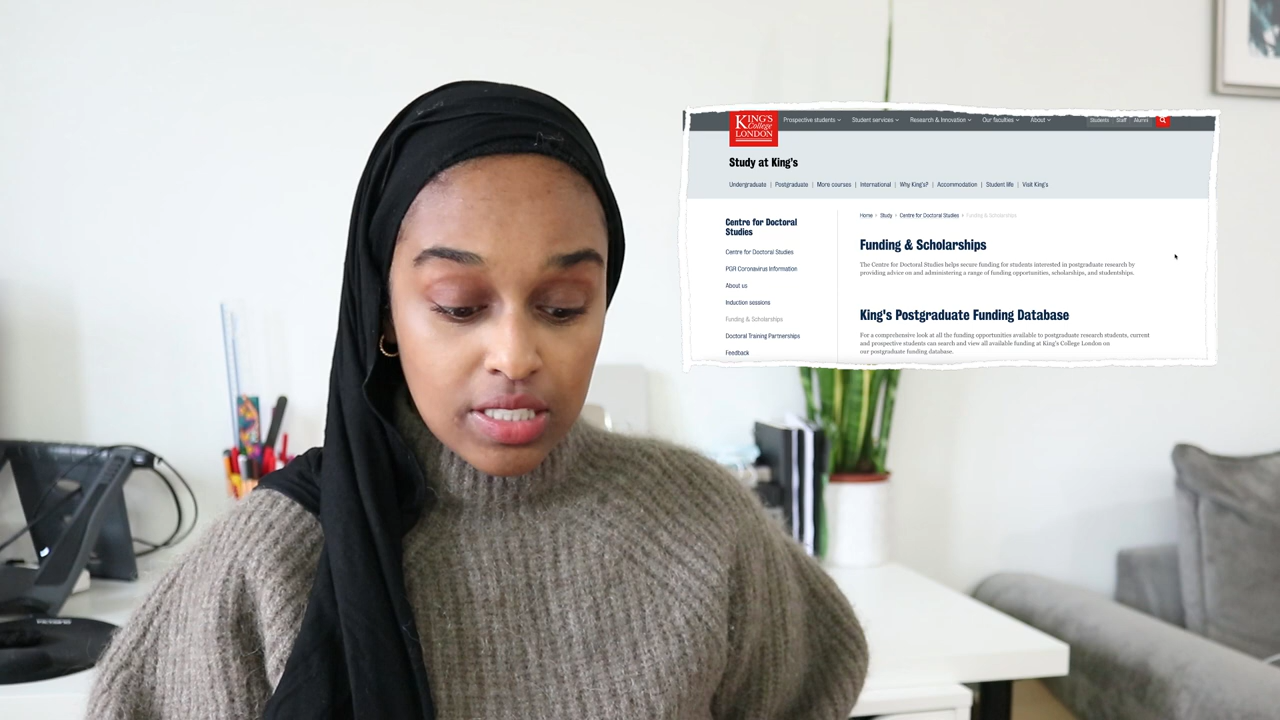 KING'S
College
LONDON
Prospective students
Student services
Research & Innovation
Our faculties
About
Students
Staff
Alumni
Study at King's
Undergraduate | Postgraduate | More courses | International | Why King's? | Accommodation | Student life | Visit King's
Centre for Doctoral
Studies
Centre for Doctoral Studies
PGR Coronavirus Information
About us
Induction sessions
Funding & Scholarships
Doctoral Training Partnerships
Feedback
Home
Study
Centre for Doctoral Studies
Funding & Scholarships
Funding & Scholarships
The Centre for Doctoral Studies helps secure funding for students interested in postgraduate research by
providing advice on and administering a range of funding opportunities, scholarships, and studentships.
King's Postgraduate Funding Database
For a comprehensive look at all the funding opportunities available to postgraduate research students, current
and prospective students can search and view all available funding at King's College London on
our postgraduate funding database.